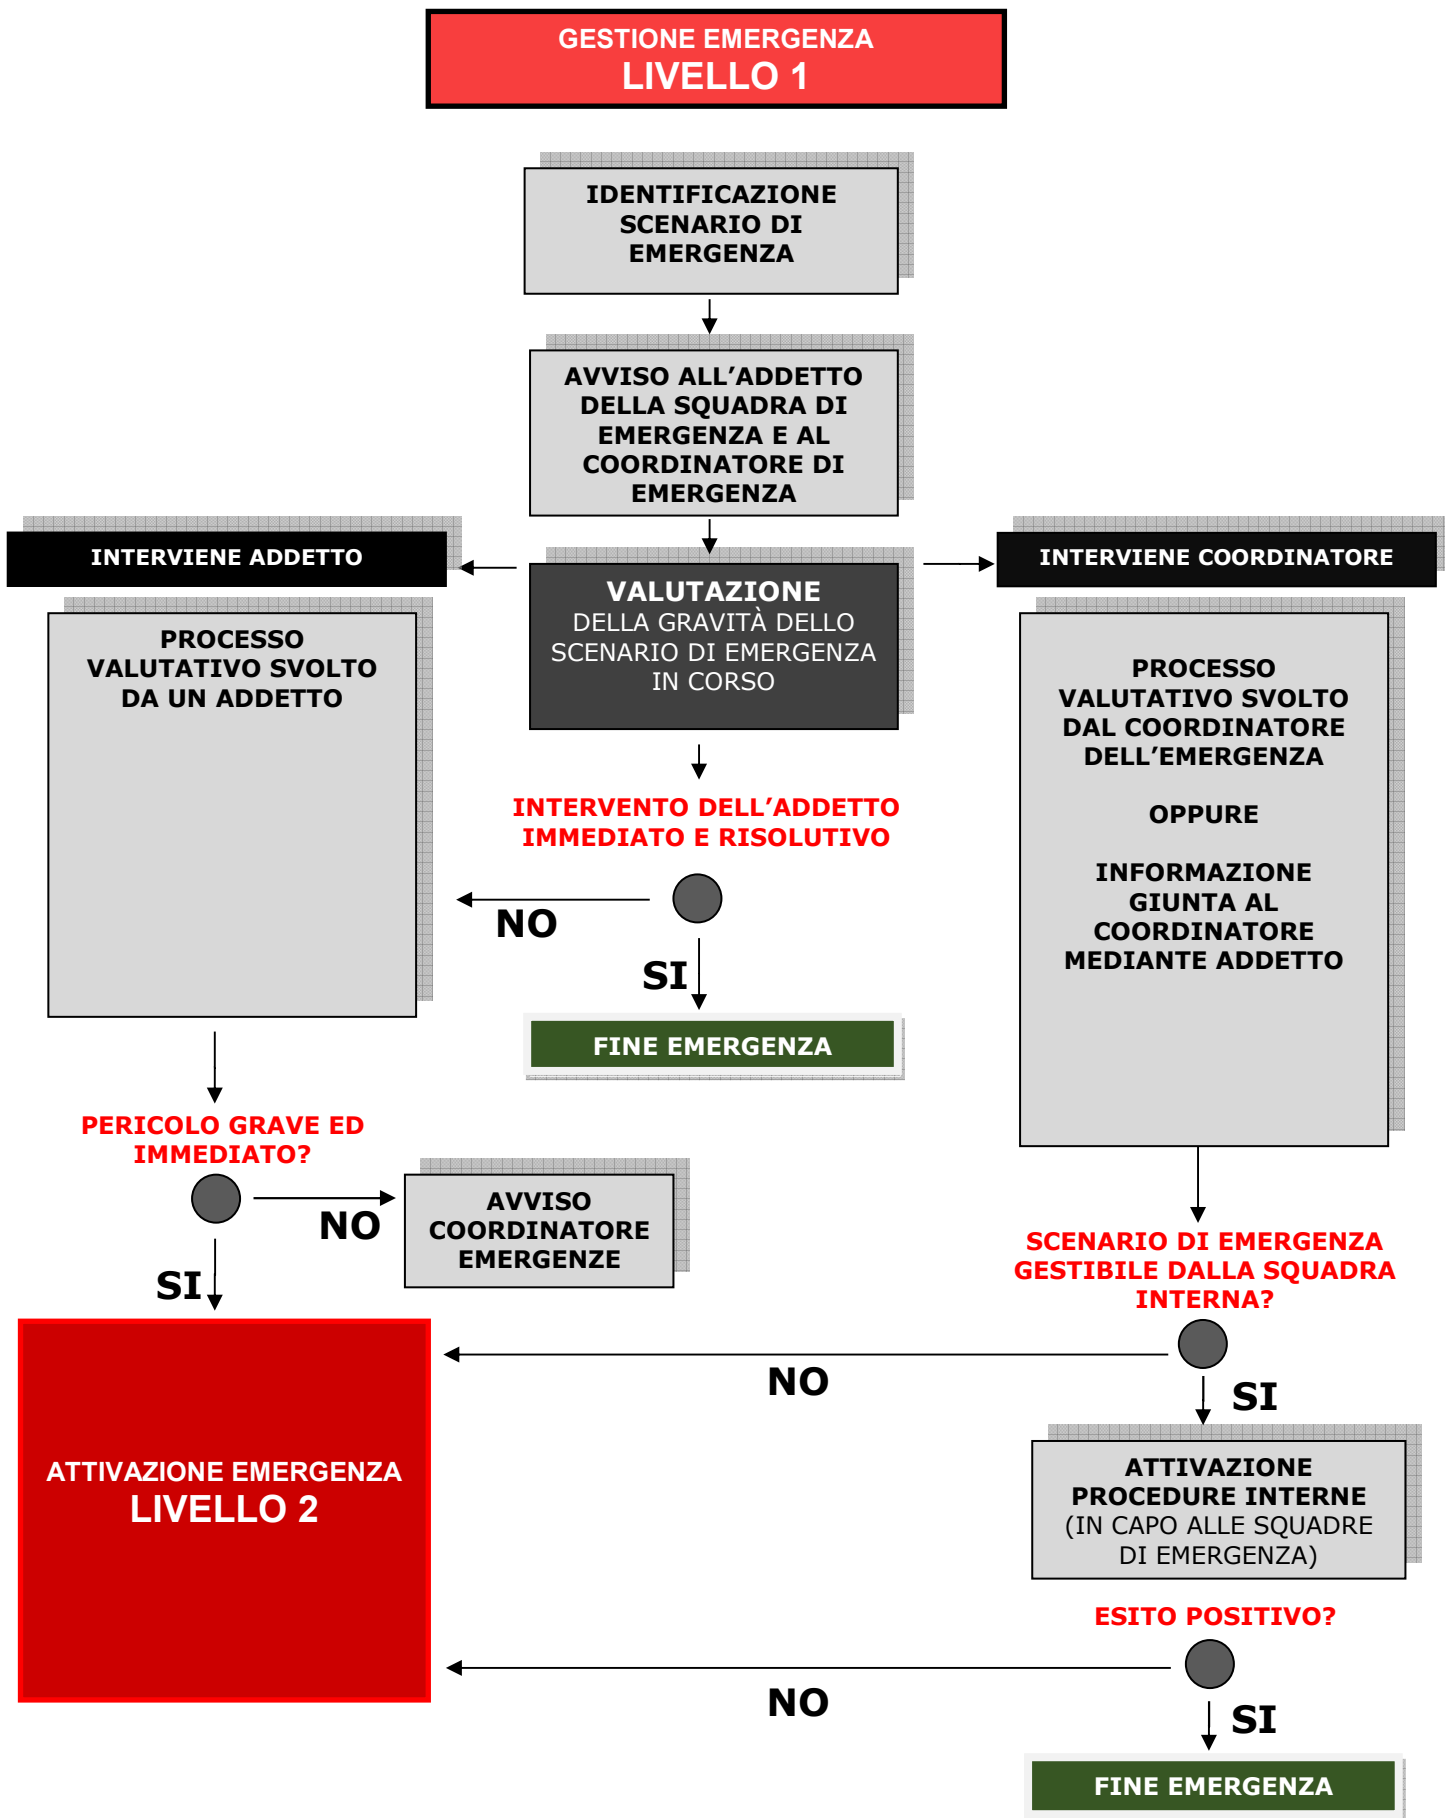 GESTIONE EMERGENZA
LIVELLO 1
IDENTIFICAZIONE
SCENARIO DI
EMERGENZA
AVVISO ALL’ADDETTO
DELLA SQUADRA DI
EMERGENZA E AL
COORDINATORE DI
EMERGENZA
INTERVIENE ADDETTO
INTERVIENE COORDINATORE
VALUTAZIONE
DELLA GRAVITÀ DELLO
SCENARIO DI EMERGENZA
IN CORSO
PROCESSO
VALUTATIVO SVOLTO
DA UN ADDETTO
PROCESSO
VALUTATIVO SVOLTO
DAL COORDINATORE
DELL’EMERGENZA
OPPURE
INFORMAZIONE
GIUNTA AL
COORDINATORE
MEDIANTE ADDETTO
INTERVENTO DELL’ADDETTO
IMMEDIATO E RISOLUTIVO
NO
SI
FINE EMERGENZA
PERICOLO GRAVE ED
IMMEDIATO?
NO
SI
AVVISO
COORDINATORE
EMERGENZE
SCENARIO DI EMERGENZA
GESTIBILE DALLA SQUADRA
INTERNA?
NO
SI
ATTIVAZIONE EMERGENZA
LIVELLO 2
ATTIVAZIONE
PROCEDURE INTERNE
(IN CAPO ALLE SQUADRE
DI EMERGENZA)
ESITO POSITIVO?
NO
SI
FINE EMERGENZA